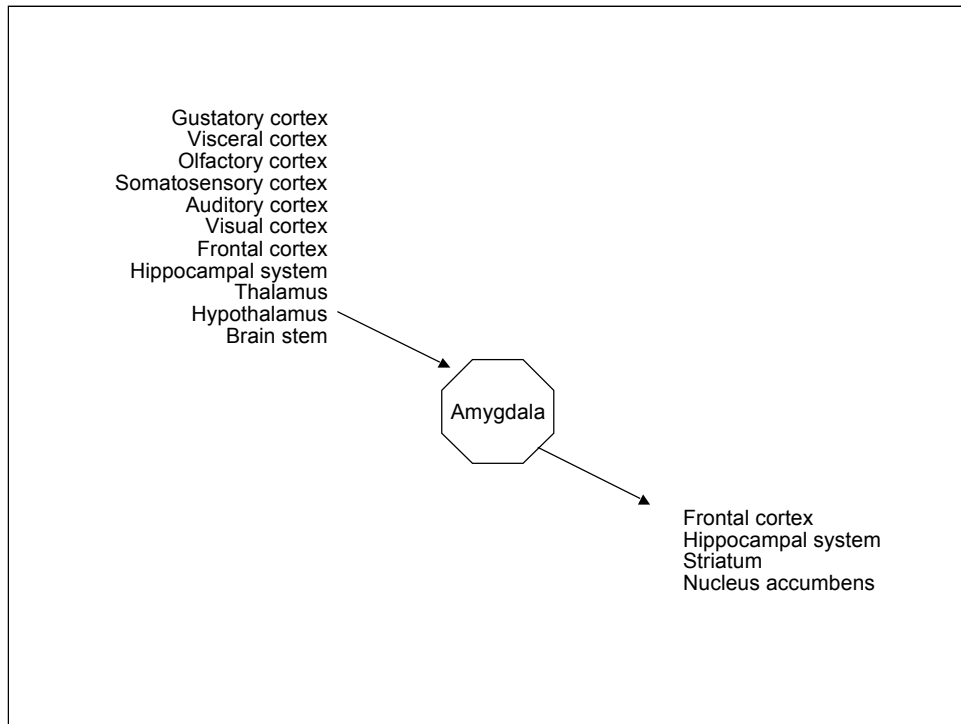 Gustatory cortex
Visceral cortex
Olfactory cortex
Somatosensory cortex
Auditory cortex
Visual cortex
Frontal cortex
Hippocampal system
Thalamus
Hypothalamus
Brain stem
Amygdala
Frontal cortex
Hippocampal system
Striatum
Nucleus accumbens